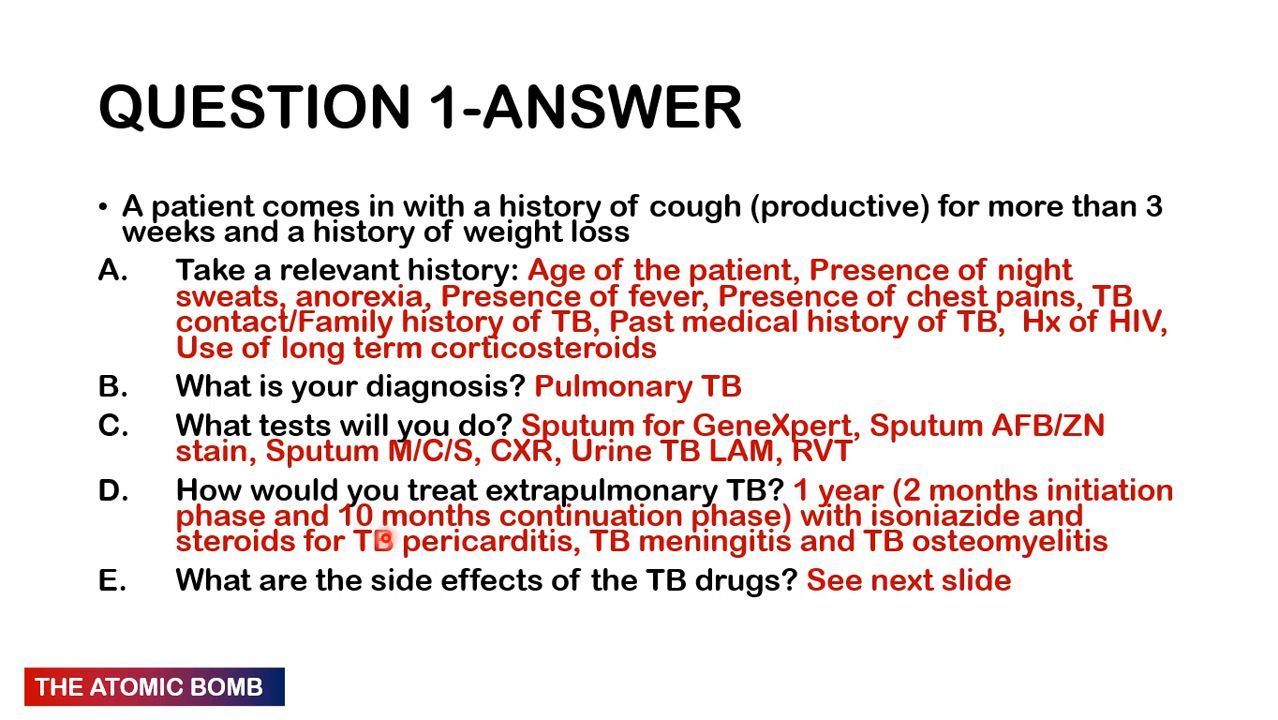 QUESTION 1-ANSWER
• A patient comes in with a history of cough (productive) for more than 3
weeks and a history of weight loss
A. Take a relevant history: Age of the patient, Presence of night
sweats, anorexia, Presence of fever, Presence of chest pains, TB
contact/Family history of TB, Past medical history of TB, Hx of HIV,
Use of long term corticosteroids
B. What is your diagnosis? Pulmonary TB
C. What tests will you do? Sputum for GeneXpert, Sputum AFB/ZN
stain, Sputum M/C/S, CXR, Urine TB LAM, RVT
D. How would you treat extrapulmonary TB? 1 year (2 months initiation
phase and 10 months continuation phase) with isoniazide and
steroids for TB pericarditis, TB meningitis and TB osteomyelitis
E. What are the side effects of the TB drugs? See next slide
THE ATOMIC BOMB